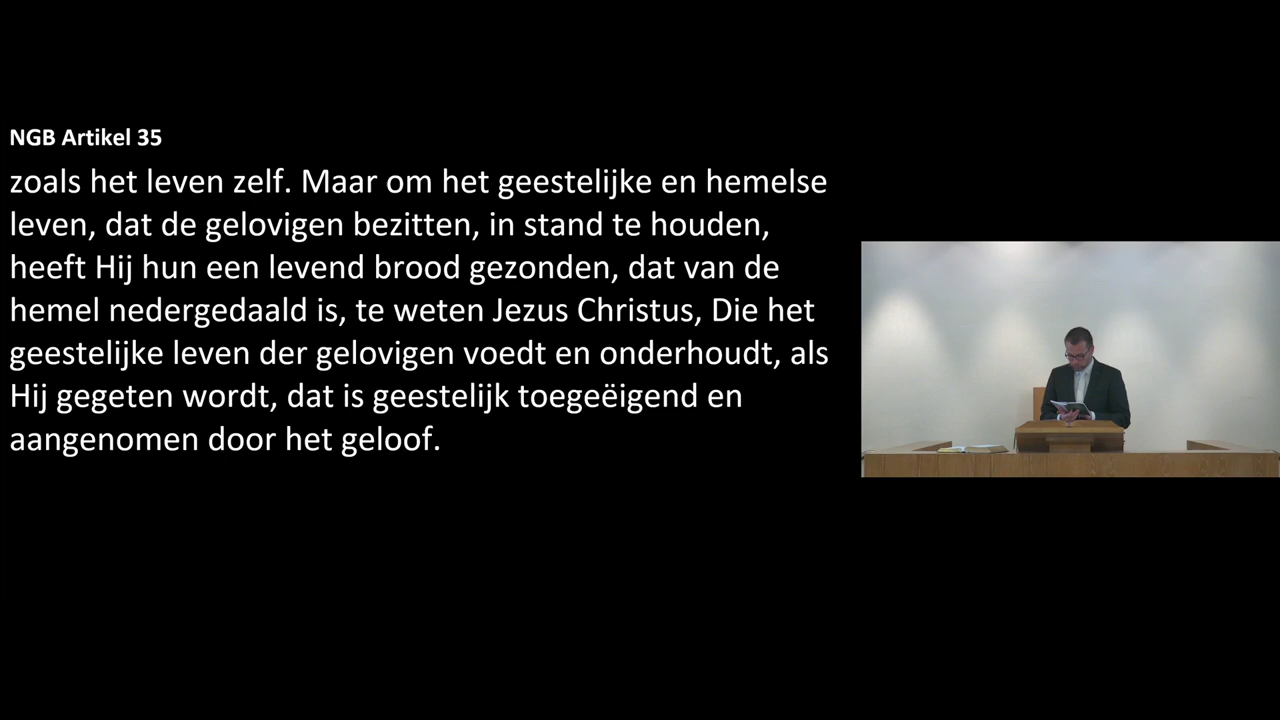 NGB Artikel 35
zoals het leven zelf. Maar om het geestelijke en hemelse
leven, dat de gelovigen bezitten, in stand te houden,
heeft Hij hun een levend brood gezonden, dat van de
hemel nedergedaald is, te weten Jezus Christus, Die het
geestelijke leven der gelovigen voedt en onderhoudt, als
Hij gegeten wordt, dat is geestelijk toegeëigend en
aangenomen door het geloof.